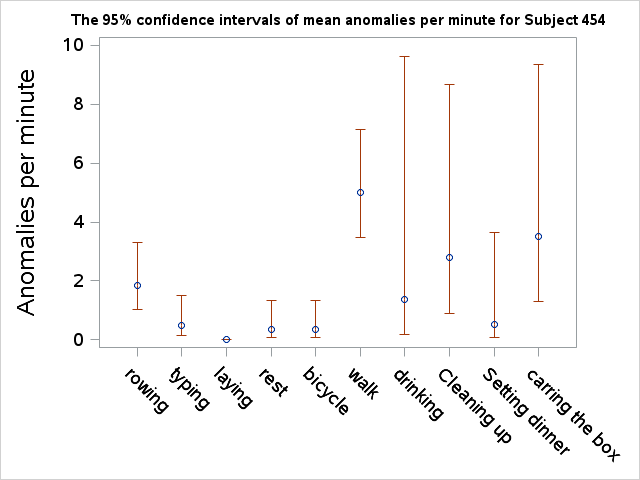 The 95% confidence intervals of mean anomalies per minute for Subject 454
Anomalies per minute
10
8
6
4
2
0
rowing
typing
laying
rest
bicycle
walk
drinking
Cleaning up
Setting dinner
carring the box